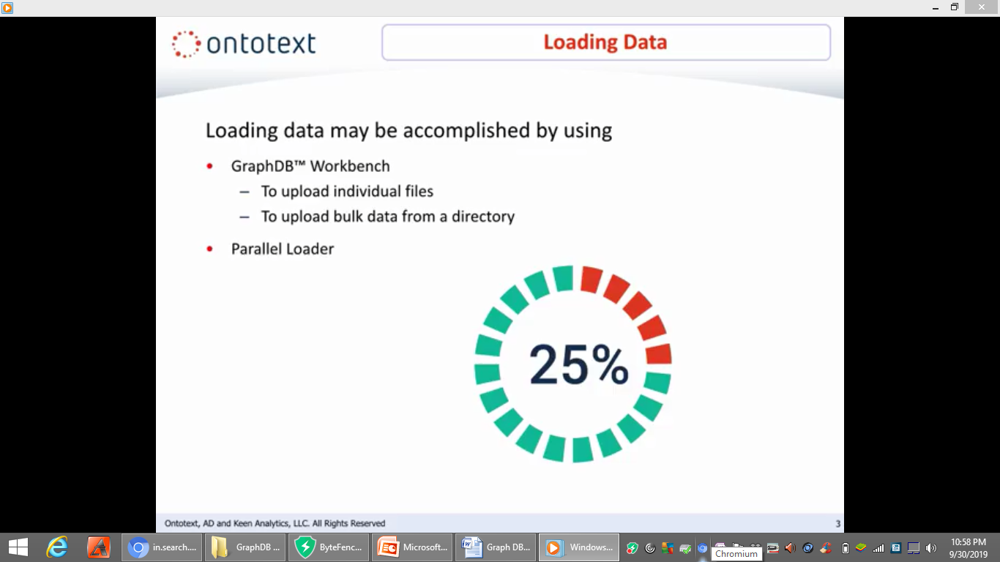 ontotext
Loading Data
Loading data may be accomplished by using
• GraphDB™ Workbench
– To upload individual files
– To upload bulk data from a directory
• Parallel Loader
25%
Ontotext, AD and Keen Analytics, LLC. All Rights Reserved
3
in.search....
GraphDB ...
ByteFenc...
Microsoft...
Graph DB...
Windows...
Chromium
10:58 PM
9/30/2019